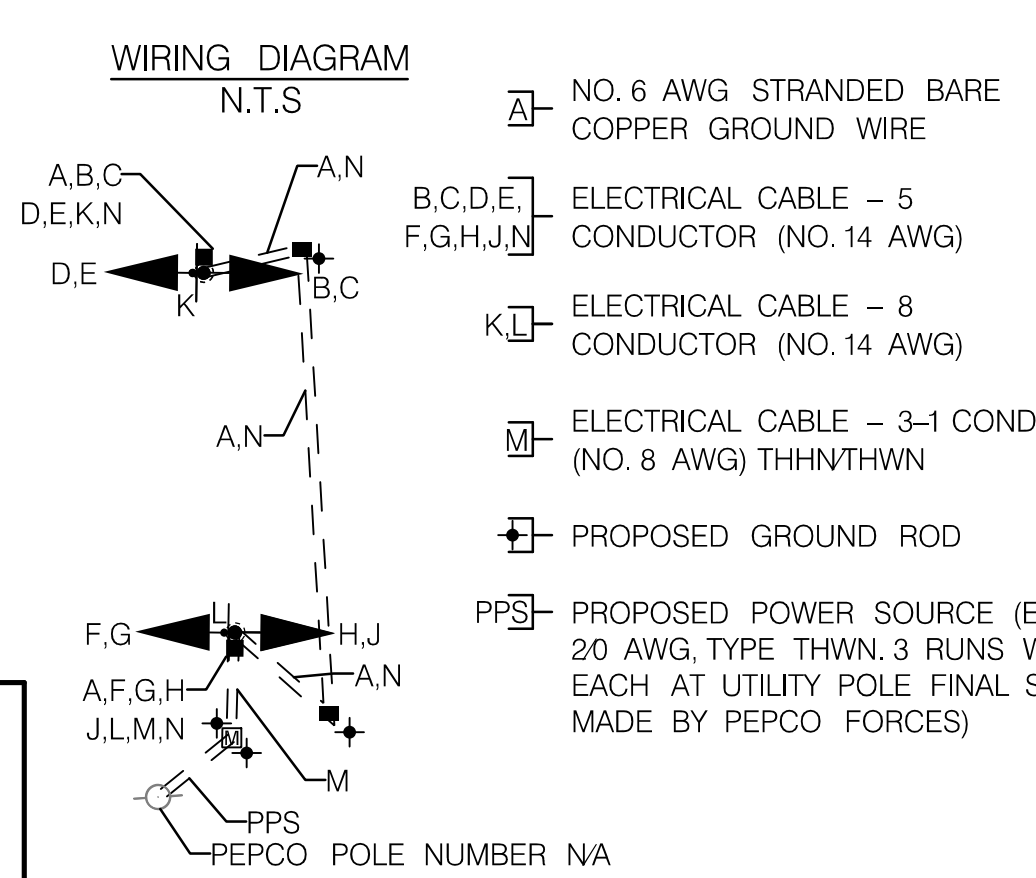 WIRING DIAGRAM
N.T.S
A,B,C
D,E,K,N
A,N
D,E
K
B,C
A,N
F,G
L
H,J
A,F,G,H
J,L,M,N
A,N
M
M
PPS
PEPCO POLE NUMBER N/A
A
NO. 6 AWG STRANDED BARE
COPPER GROUND WIRE
B,C,D,E,
F,G,H,J,N
ELECTRICAL CABLE – 5
CONDUCTOR (NO. 14 AWG)
K,L
ELECTRICAL CABLE – 8
CONDUCTOR (NO. 14 AWG)
M
ELECTRICAL CABLE – 3–1 COND
(NO. 8 AWG) THHN/THWN
PROPOSED GROUND ROD
PPS
PROPOSED POWER SOURCE (
2/0 AWG, TYPE THWN. 3 RUNS
EACH AT UTILITY POLE FINAL
MADE BY PEPCO FORCES)